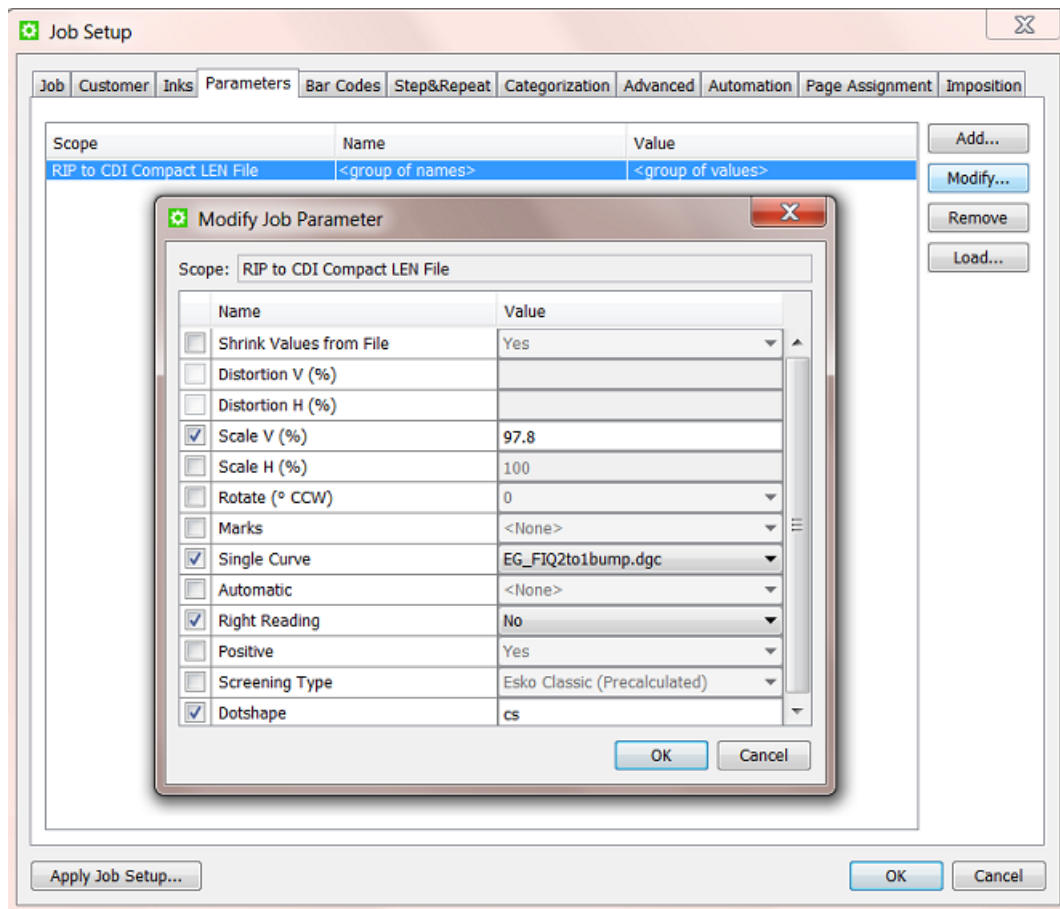 Job Setup
Job Customer Inks Parameters Bar Codes Step&Repeat Categorization Advanced Automation Page Assignment Imposition
Scope Name Value
RIP to CDI Compact LEN File <group of names> <group of values>
Add...
Modify...
Remove
Load...
Modify Job Parameter
Scope: RIP to CDI Compact LEN File
Name Value
Shrink Values from File Yes
Distortion V (%)
Distortion H (%)
Scale V (%) 97.8
Scale H (%) 100
Rotate (° CCW) 0
Marks <None>
Single Curve EG_FIQ2to1bump.dgc
Automatic <None>
Right Reading No
Positive Yes
Screening Type Esko Classic (Precalculated)
Dotshape cs
OK Cancel
Apply Job Setup... OK Cancel